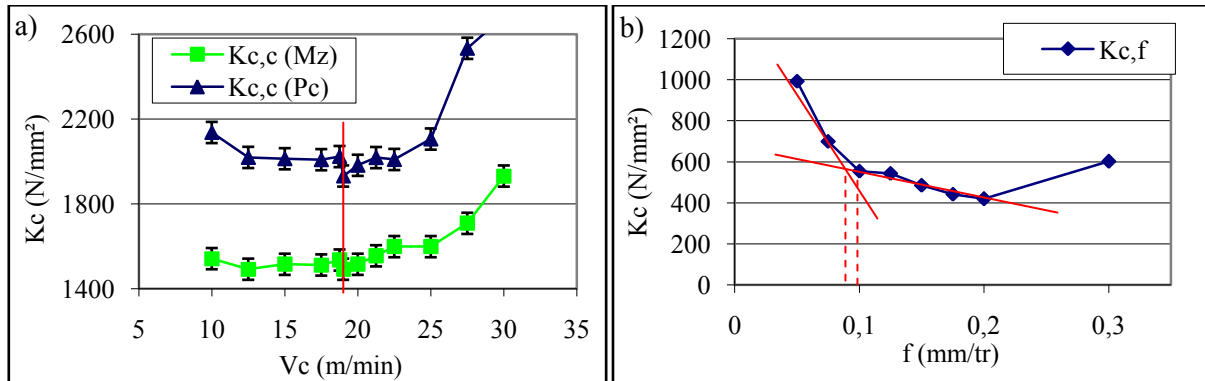 a)
2600
2200
1800
1400
Kc (N/mm²)
Kc,c (Mz)
Kc,c (Pc)
5 10 15 20 25 30 35
Vc (m/min)
b)
1200
1000
800
600
400
200
0
Kc (N/mm²)
Kc,f
0 0,1 0,2 0,3
f (mm/tr)